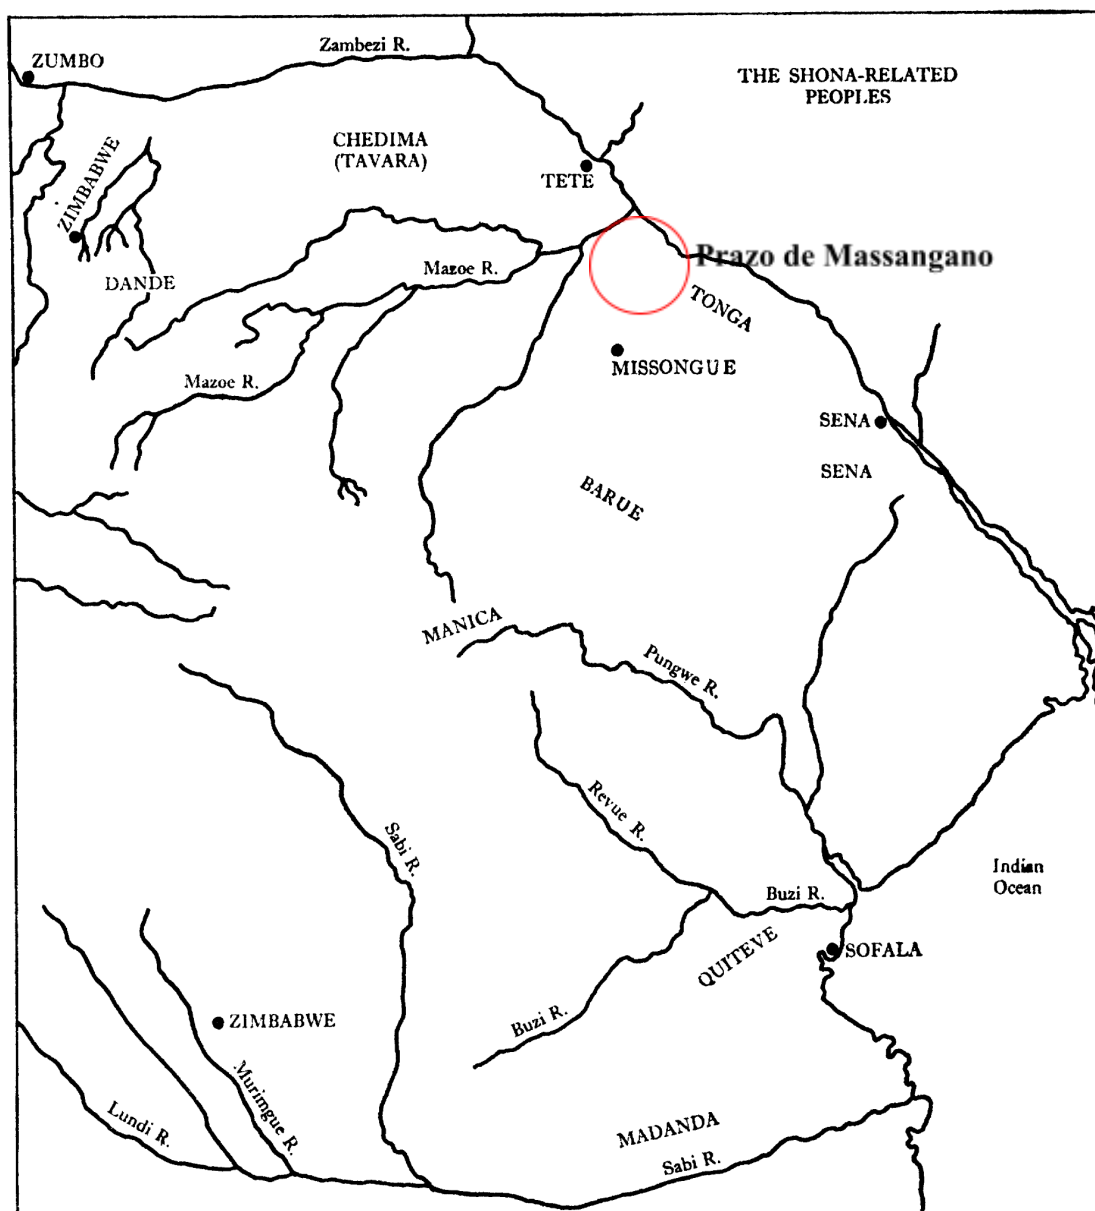 Zambezi R.
ZUMBO
THE SHONA-RELATED
PEOPLES
CHEDIMA
(TAVARA)
ZIMBABWE
TETE
Prazo de Massangano
Mazoe R.
DANDE
TONGA
MISSONGUE
Mazoe R.
SENA
SENA
BARUE
MANICA
Pungwe R.
Revue R.
Sabi R.
Indian
Ocean
Buzi R.
QUITEVE
SOFALA
Buzi R.
ZIMBABWE
Murimgue R.
Lundi R.
MADANDA
Sabi R.